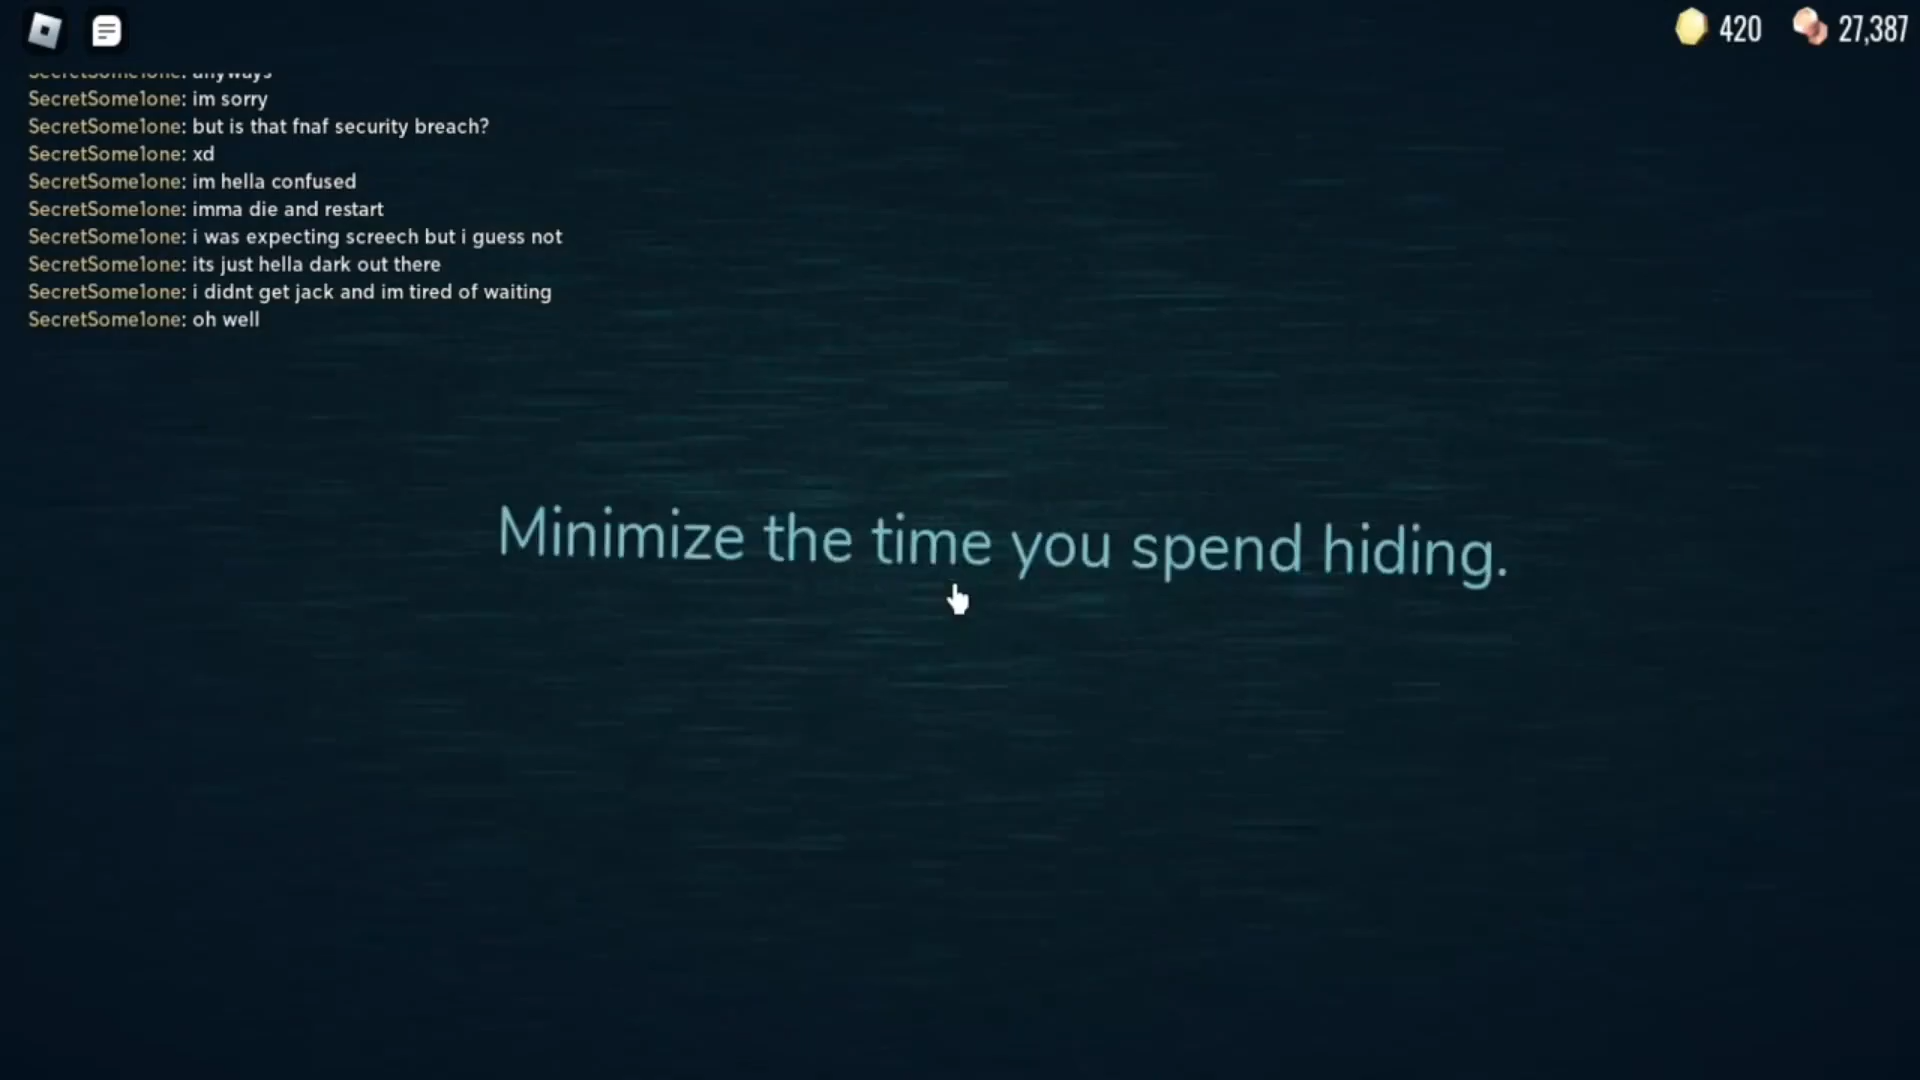 420 27,387
SecretSome1one: anyways
SecretSome1one: im sorry
SecretSome1one: but is that fnaf security breach?
SecretSome1one: xd
SecretSome1one: im hella confused
SecretSome1one: imma die and restart
SecretSome1one: i was expecting screech but i guess not
SecretSome1one: its just hella dark out there
SecretSome1one: i didnt get jack and im tired of waiting
SecretSome1one: oh well
Minimize the time you spend hiding.